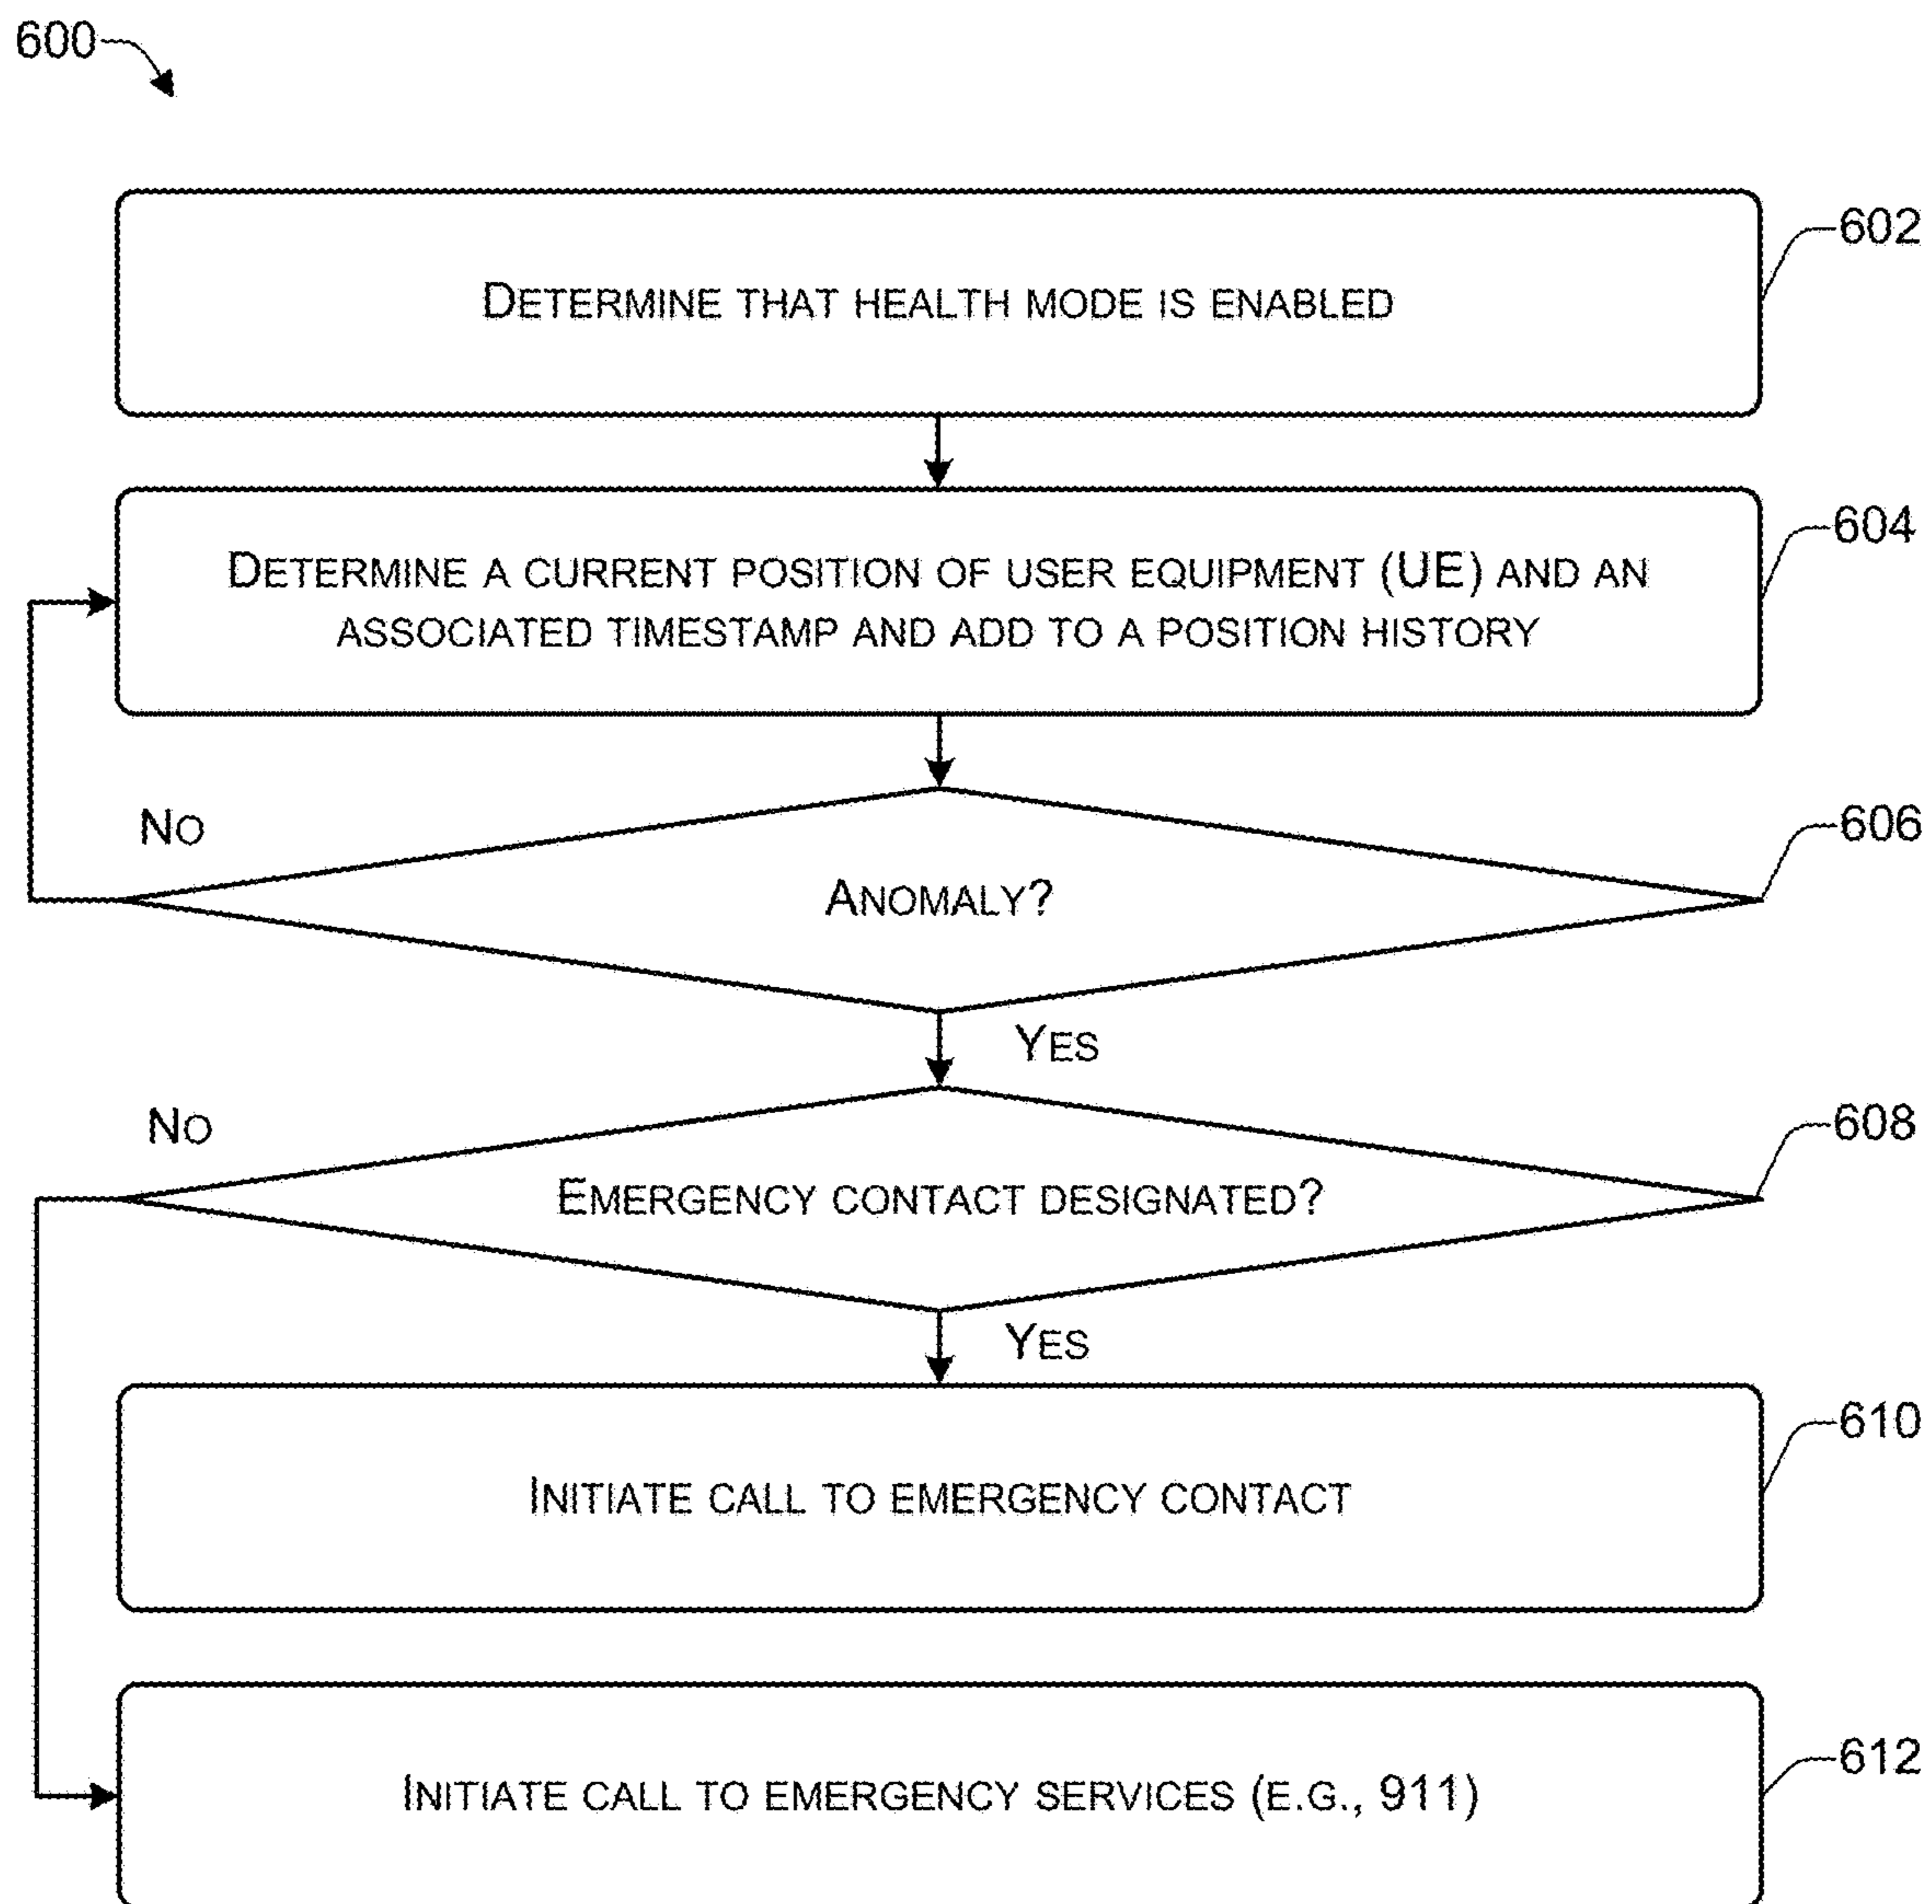 600
602
DETERMINE THAT HEALTH MODE IS ENABLED
604
DETERMINE A CURRENT POSITION OF USER EQUIPMENT (UE) AND AN
ASSOCIATED TIMESTAMP AND ADD TO A POSITION HISTORY
NO
606
ANOMALY?
YES
NO
608
EMERGENCY CONTACT DESIGNATED?
YES
610
INITIATE CALL TO EMERGENCY CONTACT
612
INITIATE CALL TO EMERGENCY SERVICES (E.G., 911)